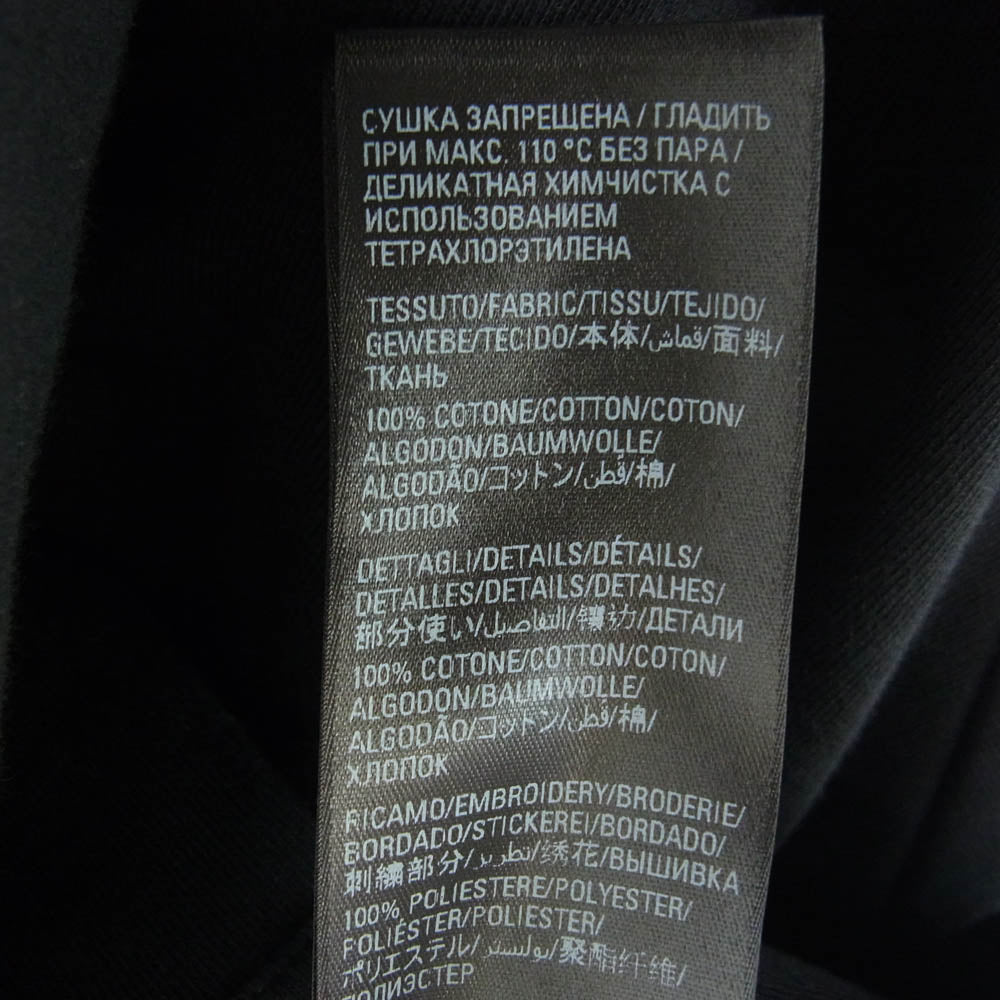 СУШКА ЗАПРЕЩЕНА / ГЛАДИТЬ
ПРИ МАКС. 110 °C БЕЗ ПАРА /
ДЕЛИКАТНАЯ ХИМЧИСТКА С
ИСПОЛЬЗОВАНИЕМ
ТЕТРАХЛОРЭТИЛЕНА
TESSUTO/FABRIC/TISSU/TEJIDO/
GEWEBE/TECIDO/本体/قماش/面料/
ТКАНЬ
100% COTONE/COTTON/COTON/
ALGODON/BAUMWOLLE/
ALGODÃO/コットン/قطن/棉/
ХЛОПОК
DETTAGLI/DETAILS/DÉTAILS/
DETALLES/DETAILS/DETALHES/
部分使い/التفاصيل/镶边/ДЕТАЛИ
100% COTONE/COTTON/COTON/
ALGODON/BAUMWOLLE/
ALGODÃO/コットン/قطن/棉/
ХЛОПОК
RICAMO/EMBROIDERY/BRODERIE/
BORDADO/STICKEREI/BORDADO/
刺繍部分/تطريز/绣花/ВЫШИВКА
100% POLIESTERE/POLYESTER/
POLIÉSTER/POLIESTER/
ポリエステル/بوليستر/聚酯纤维/
ПОЛИЭСТЕР